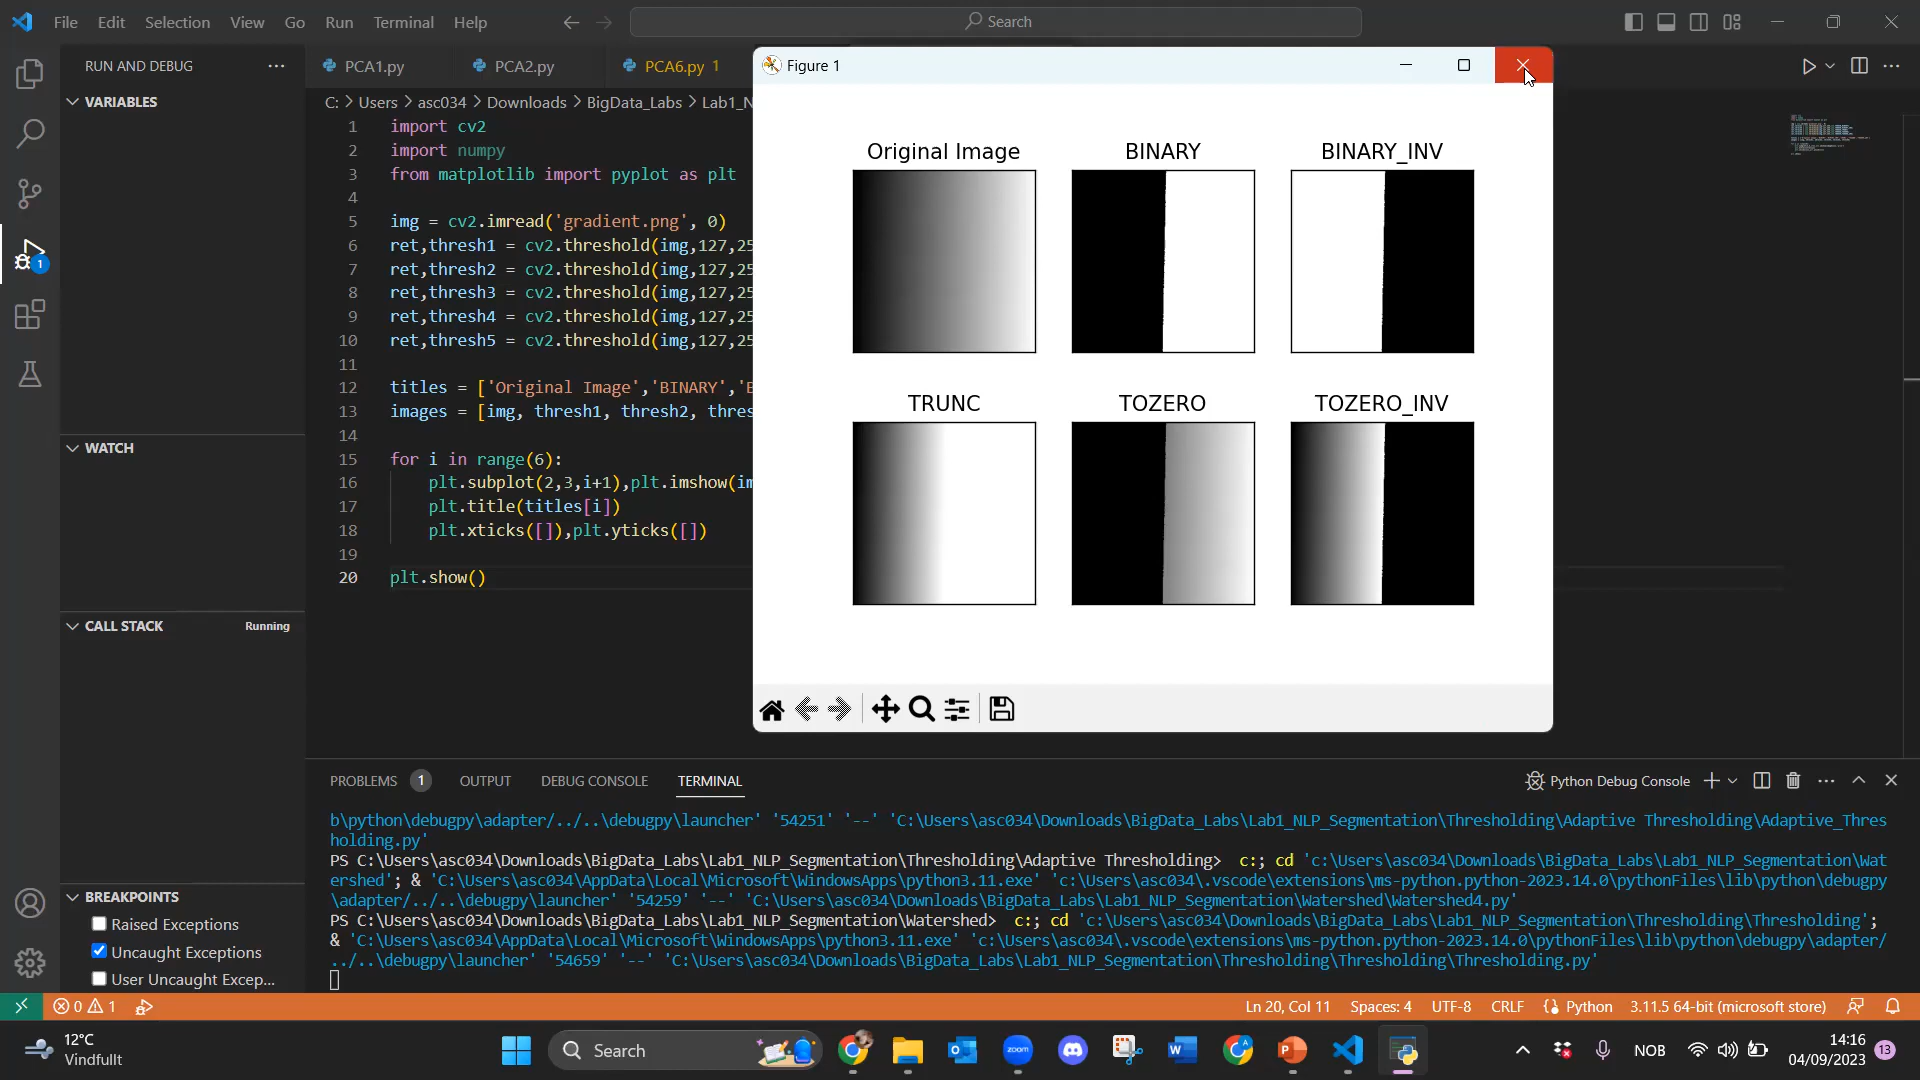 File Edit Selection View Go Run Terminal Help
Search
RUN AND DEBUG
PCA1.py
PCA2.py
PCA6.py 1
VARIABLES
C: > Users > asc034 > Downloads > BigData_Labs > Lab1_N
1 import cv2
2 import numpy
3 from matplotlib import pyplot as plt
4
5 img = cv2.imread('gradient.png', 0)
6 ret,thresh1 = cv2.threshold(img,127,25
7 ret,thresh2 = cv2.threshold(img,127,25
8 ret,thresh3 = cv2.threshold(img,127,25
9 ret,thresh4 = cv2.threshold(img,127,25
10 ret,thresh5 = cv2.threshold(img,127,25
11
12 titles = ['Original Image','BINARY','B
13 images = [img, thresh1, thresh2, thres
14
15 for i in range(6):
16 plt.subplot(2,3,i+1),plt.imshow(im
17 plt.title(titles[i])
18 plt.xticks([]),plt.yticks([])
19
20 plt.show()
WATCH
CALL STACK Running
BREAKPOINTS
Raised Exceptions
Uncaught Exceptions
User Uncaught Excep...
Figure 1
Original Image BINARY BINARY_INV
TRUNC TOZERO TOZERO_INV
PROBLEMS 1 OUTPUT DEBUG CONSOLE TERMINAL
Python Debug Console
b\python\debugpy\adapter/../..\debugpy\launcher' '54251' '--' 'C:\Users\asc034\Downloads\BigData_Labs\Lab1_NLP_Segmentation\Thresholding\Adaptive Thresholding\Adaptive_Thres
holding.py'
PS C:\Users\asc034\Downloads\BigData_Labs\Lab1_NLP_Segmentation\Thresholding\Adaptive Thresholding> c:; cd 'c:\Users\asc034\Downloads\BigData_Labs\Lab1_NLP_Segmentation\Wat
ershed'; & 'C:\Users\asc034\AppData\Local\Microsoft\WindowsApps\python3.11.exe' 'c:\Users\asc034\.vscode\extensions\ms-python.python-2023.14.0\pythonFiles\lib\python\debugpy
\adapter/../..\debugpy\launcher' '54259' '--' 'C:\Users\asc034\Downloads\BigData_Labs\Lab1_NLP_Segmentation\Watershed\Watershed4.py'
PS C:\Users\asc034\Downloads\BigData_Labs\Lab1_NLP_Segmentation\Watershed> c:; cd 'c:\Users\asc034\Downloads\BigData_Labs\Lab1_NLP_Segmentation\Thresholding\Thresholding';
& 'C:\Users\asc034\AppData\Local\Microsoft\WindowsApps\python3.11.exe' 'c:\Users\asc034\.vscode\extensions\ms-python.python-2023.14.0\pythonFiles\lib\python\debugpy\adapter/
../..\debugpy\launcher' '54659' '--' 'C:\Users\asc034\Downloads\BigData_Labs\Lab1_NLP_Segmentation\Thresholding\Thresholding\Thresholding.py'
1
0 1
Ln 20, Col 11 Spaces: 4 UTF-8 CRLF Python 3.11.5 64-bit (microsoft store)
12°C
Vindfullt
Search
zoom
NOB
14:16
04/09/2023
13